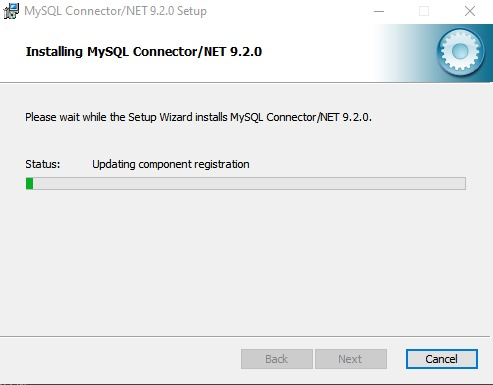 MySQL Connector/NET 9.2.0 Setup
Installing MySQL Connector/NET 9.2.0
Please wait while the Setup Wizard installs MySQL Connector/NET 9.2.0.
Status: Updating component registration
Back Next Cancel